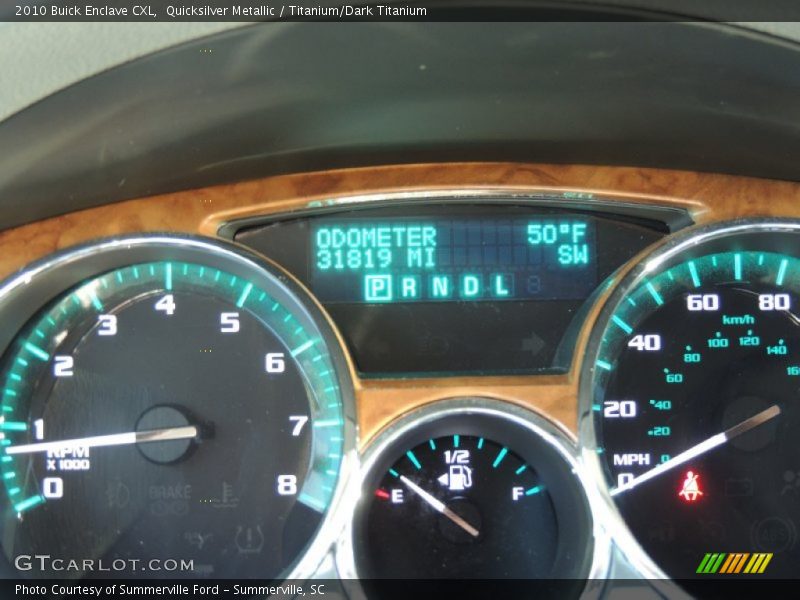 2010 Buick Enclave CXL,  Quicksilver Metallic / Titanium/Dark Titanium
ODOMETER 50°F
31819 MI SW
P R N D L
0 1 2 3 4 5 6 7 8
RPM
X 1000
E 1/2 F
0 20 40 60 80
MPH
km/h
0 20 40 60 80 100 120 140
BRAKE
GTCARLOT.COM
Photo Courtesy of Summerville Ford - Summerville, SC